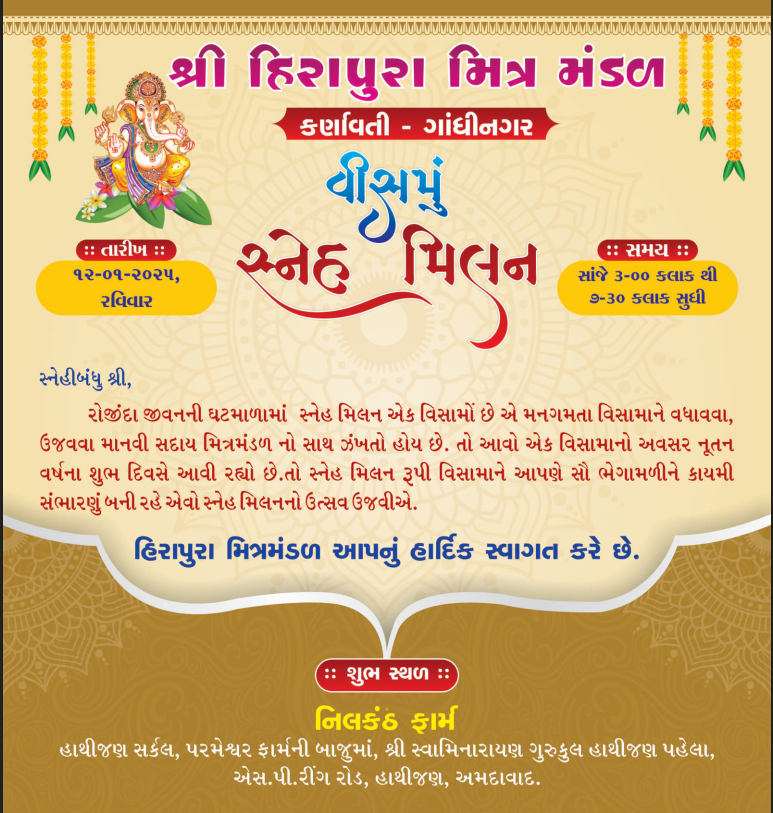 શ્રી હિરાપુરા મિત્ર મંડળ
કર્ણાવતી - ગાંધીનગર
વીસમું
સ્નેહ મિલન
:: તારીખ ::
૧૨-૦૧-૨૦૨૫,
રવિવાર
:: સમય ::
સાંજે ૩-૦૦ કલાક થી
૭-૩૦ કલાક સુધી
સ્નેહીબંધુ શ્રી,
રોજીંદા જીવનની ઘટમાળામાં સ્નેહ મિલન એક વિસામોં છે એ મનગમતા વિસામાને વધાવવા,
ઉજવવા માનવી સદાય મિત્રમંડળ નો સાથ ઝંખતો હોય છે. તો આવો એક વિસામાનો અવસર નૂતન
વર્ષના શુભ દિવસે આવી રહ્યો છે.તો સ્નેહ મિલન રૂપી વિસામાને આપણે સૌ ભેગામળીને કાયમી
સંભારણું બની રહે એવો સ્નેહ મિલનનો ઉત્સવ ઉજવીએ.
હિરાપુરા મિત્રમંડળ આપનું હાર્દિક સ્વાગત કરે છે.
:: શુભ સ્થળ ::
નિલકંઠ ફાર્મ
હાથીજણ સર્કલ, પરમેશ્વર ફાર્મની બાજુમાં, શ્રી સ્વામિનારાયણ ગુરુકુલ હાથીજણ પહેલા,
એસ.પી.રીંગ રોડ, હાથીજણ, અમદાવાદ.